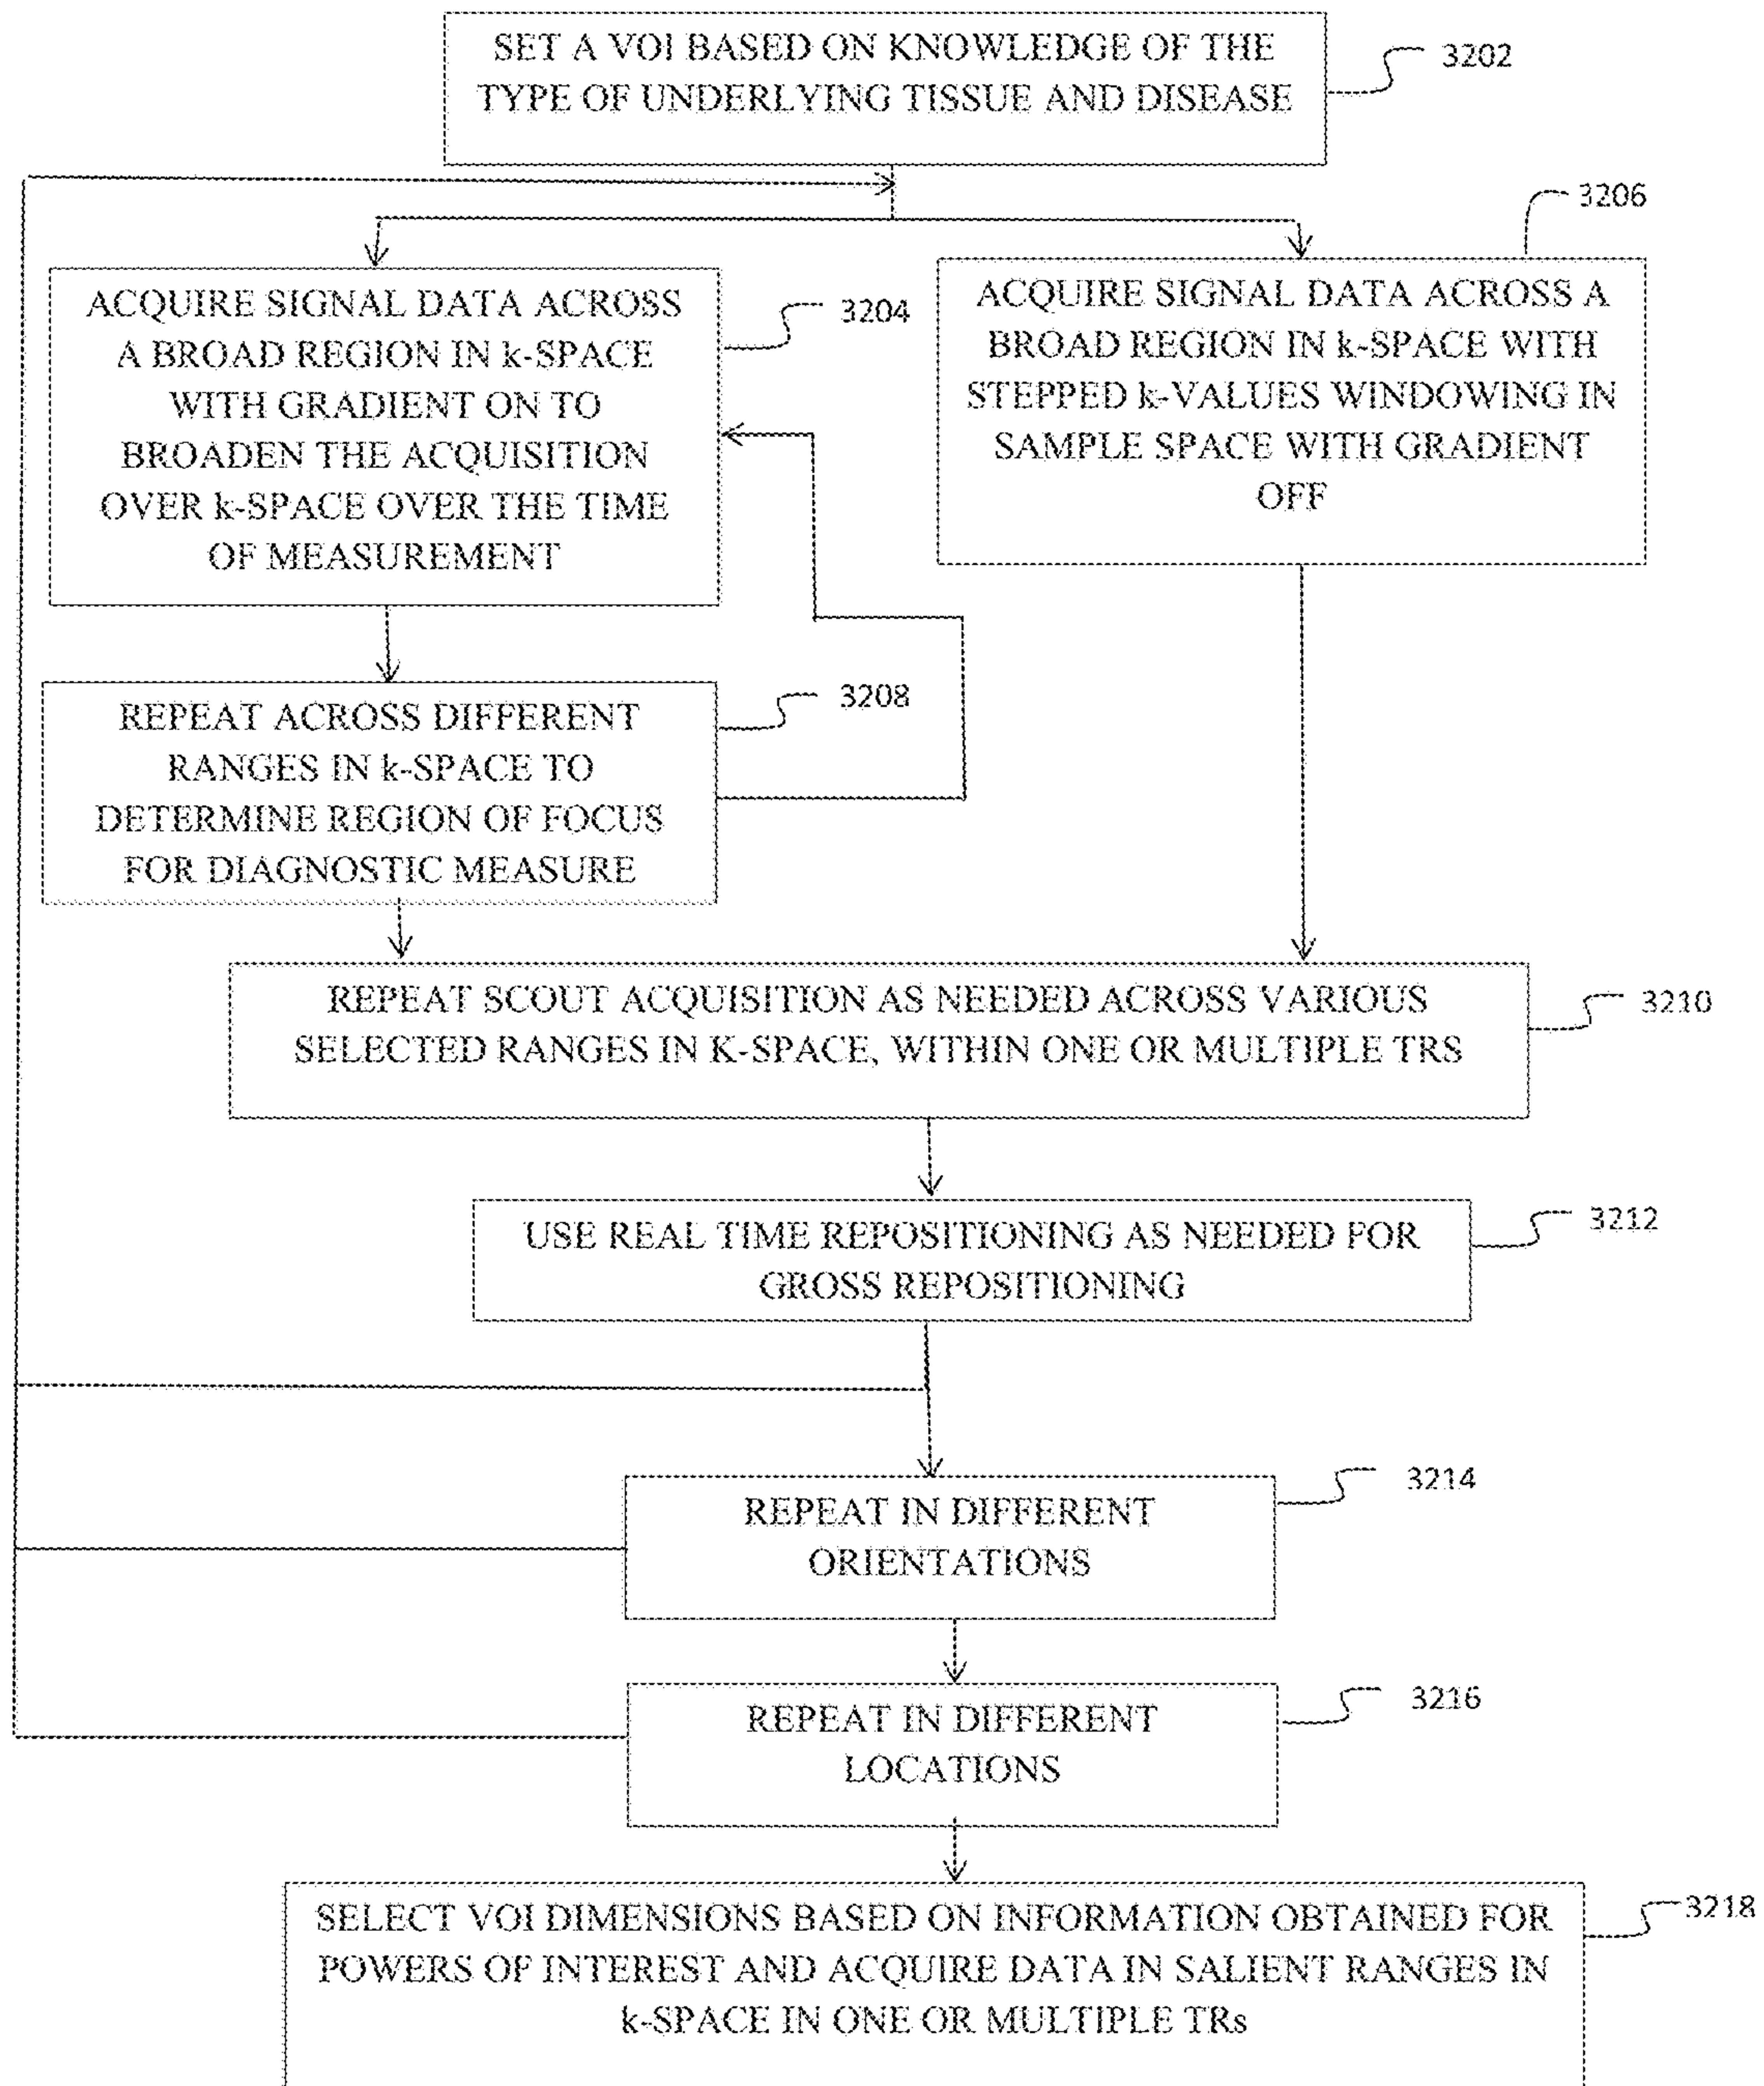 SET A VOI BASED ON KNOWLEDGE OF THE
TYPE OF UNDERLYING TISSUE AND DISEASE
3202
3206
ACQUIRE SIGNAL DATA ACROSS
A BROAD REGION IN k-SPACE
WITH GRADIENT ON TO
BROADEN THE ACQUISITION
OVER k-SPACE OVER THE TIME
OF MEASUREMENT
3204
ACQUIRE SIGNAL DATA ACROSS A
BROAD REGION IN k-SPACE WITH
STEPPED k-VALUES WINDOWING IN
SAMPLE SPACE WITH GRADIENT
OFF
REPEAT ACROSS DIFFERENT
RANGES IN k-SPACE TO
DETERMINE REGION OF FOCUS
FOR DIAGNOSTIC MEASURE
3208
REPEAT SCOUT ACQUISITION AS NEEDED ACROSS VARIOUS
SELECTED RANGES IN K-SPACE, WITHIN ONE OR MULTIPLE TRS
3210
USE REAL TIME REPOSITIONING AS NEEDED FOR
GROSS REPOSITIONING
3212
REPEAT IN DIFFERENT
ORIENTATIONS
3214
REPEAT IN DIFFERENT
LOCATIONS
3216
SELECT VOI DIMENSIONS BASED ON INFORMATION OBTAINED FOR
POWERS OF INTEREST AND ACQUIRE DATA IN SALIENT RANGES IN
k-SPACE IN ONE OR MULTIPLE TRs
3218